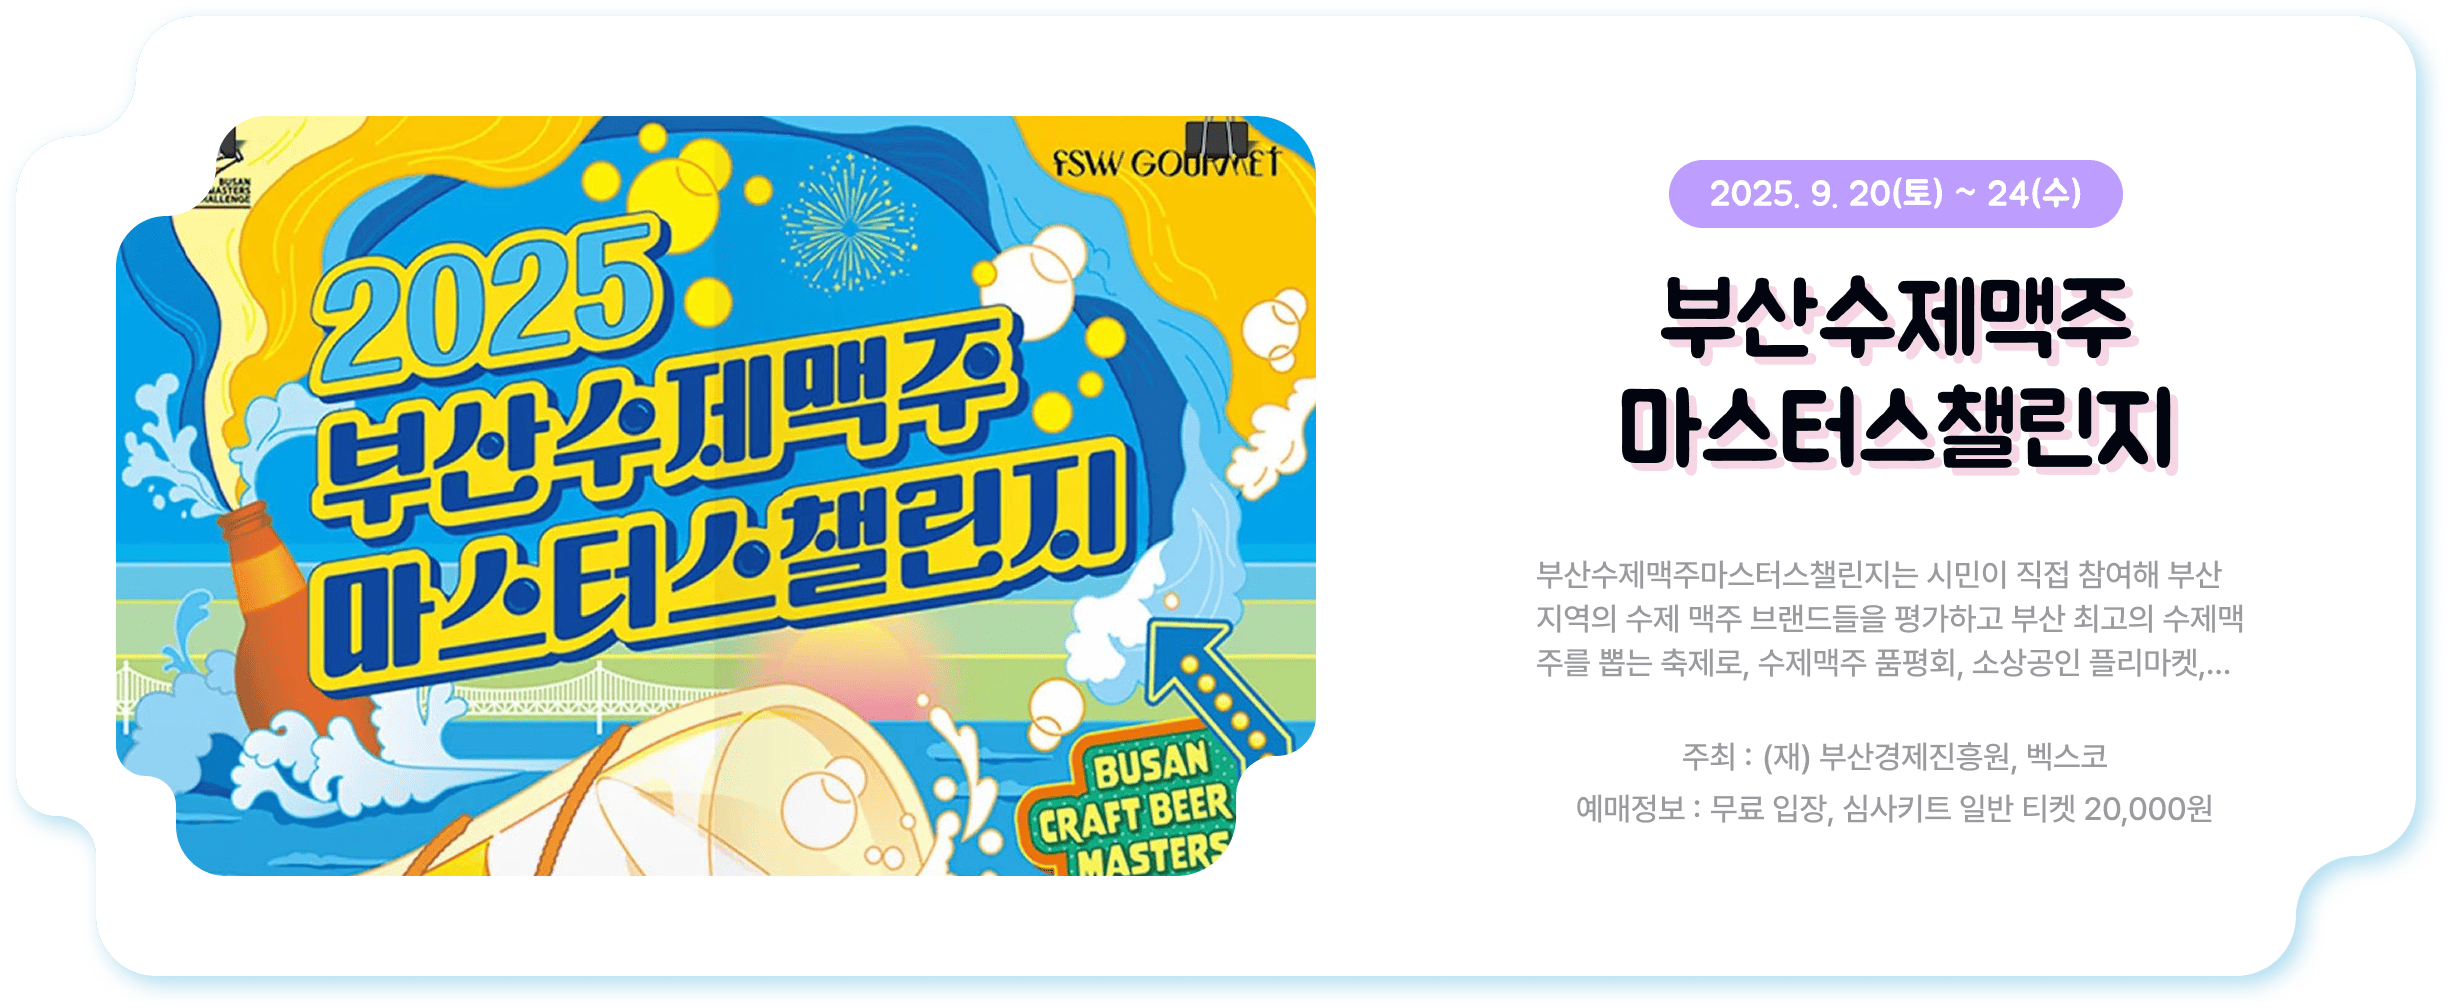 BUSAN
MASTERS
CHALLENGE
FSW GOURMET
2025
부산수제맥주
마스터스챌린지
BUSAN
CRAFT BEER
MASTERS
2025. 9. 20(토) ~ 24(수)
부산수제맥주
마스터스챌린지
부산수제맥주마스터스챌린지는 시민이 직접 참여해 부산
지역의 수제 맥주 브랜드들을 평가하고 부산 최고의 수제맥
주를 뽑는 축제로, 수제맥주 품평회, 소상공인 플리마켓,...
주최 : (재) 부산경제진흥원, 벡스코
예매정보 : 무료 입장, 심사키트 일반 티켓 20,000원